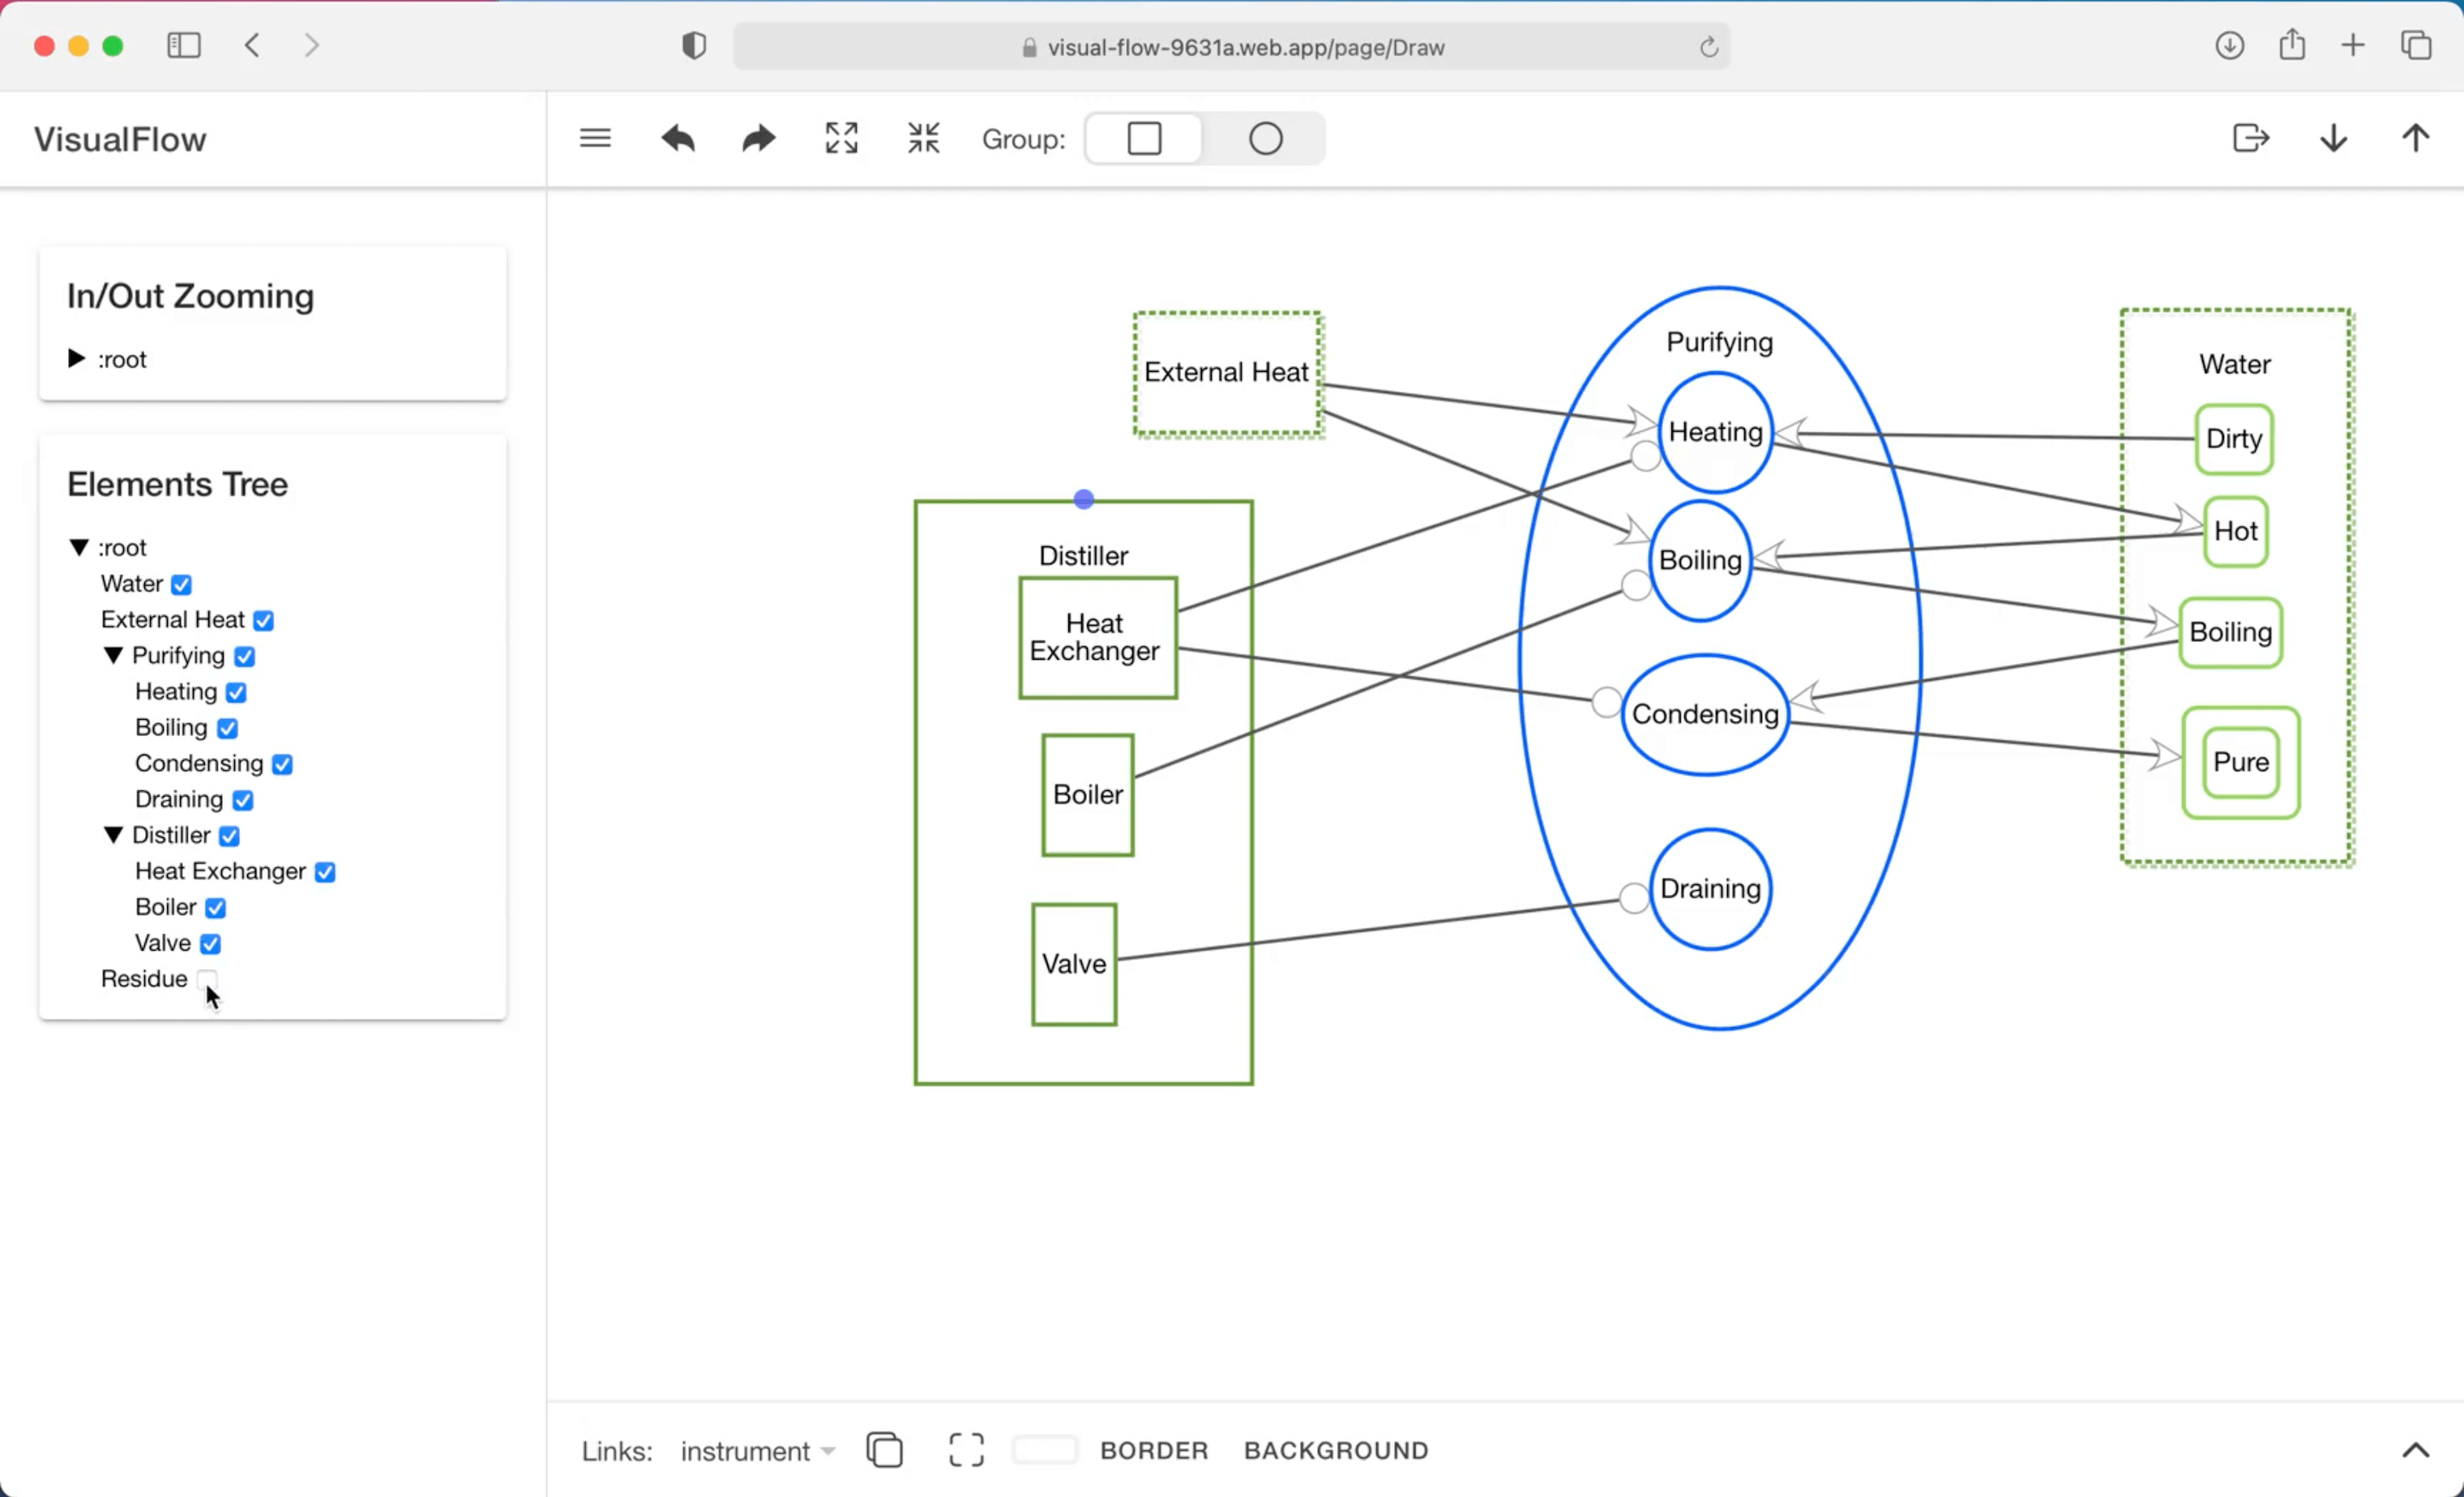 visual-flow-9631a.web.app/page/Draw
VisualFlow
Group:
In/Out Zooming
:root
Elements Tree
:root
Water
External Heat
Purifying
Heating
Boiling
Condensing
Draining
Distiller
Heat Exchanger
Boiler
Valve
Residue
External Heat
Distiller
Heat
Exchanger
Boiler
Valve
Purifying
Heating
Boiling
Condensing
Draining
Water
Dirty
Hot
Boiling
Pure
Links: instrument BORDER BACKGROUND